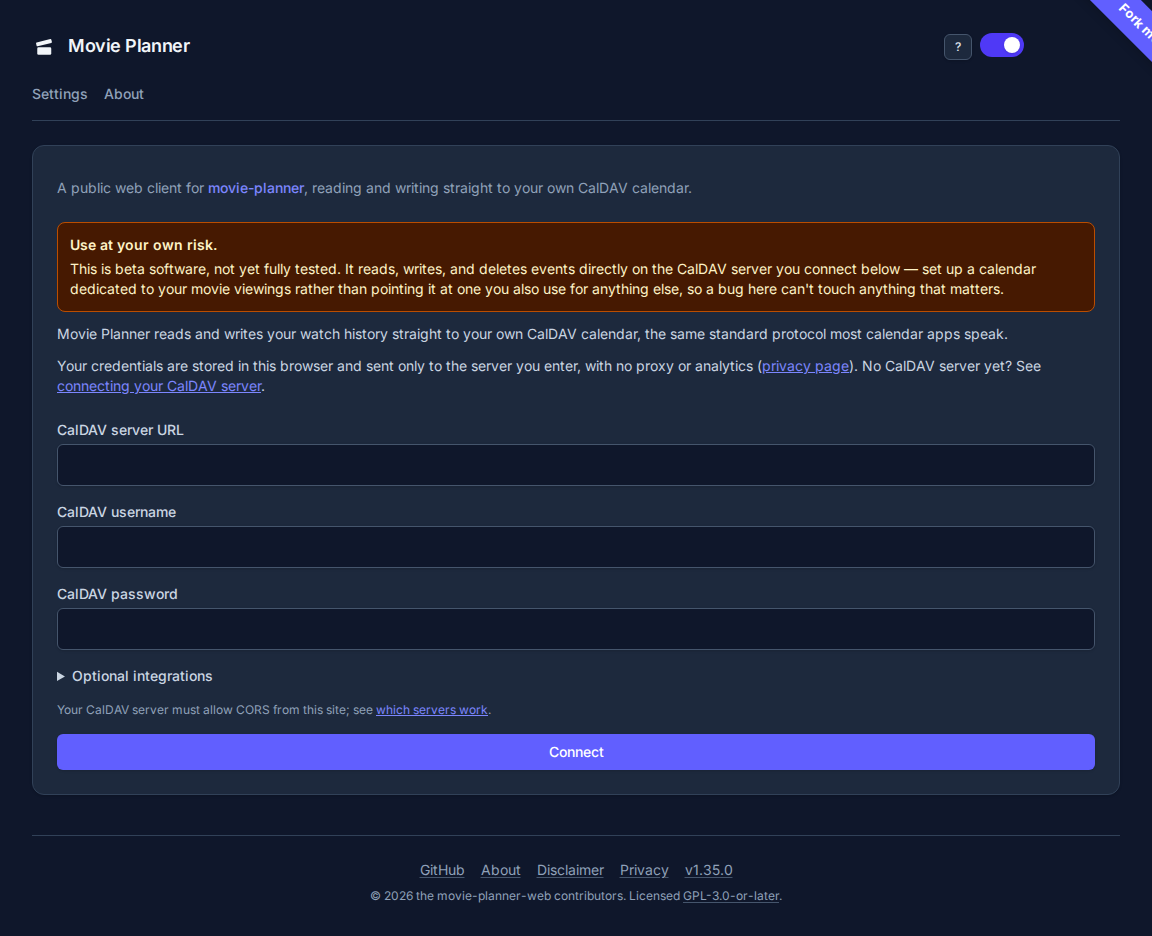 Movie Planner
?
Fork m
Settings About
A public web client for movie-planner, reading and writing straight to your own CalDAV calendar.
Use at your own risk.
This is beta software, not yet fully tested. It reads, writes, and deletes events directly on the CalDAV server you connect below — set up a calendar
dedicated to your movie viewings rather than pointing it at one you also use for anything else, so a bug here can't touch anything that matters.
Movie Planner reads and writes your watch history straight to your own CalDAV calendar, the same standard protocol most calendar apps speak.
Your credentials are stored in this browser and sent only to the server you enter, with no proxy or analytics (privacy page). No CalDAV server yet? See
connecting your CalDAV server.
CalDAV server URL
CalDAV username
CalDAV password
Optional integrations
Your CalDAV server must allow CORS from this site; see which servers work.
Connect
GitHub About Disclaimer Privacy v1.35.0
© 2026 the movie-planner-web contributors. Licensed GPL-3.0-or-later.